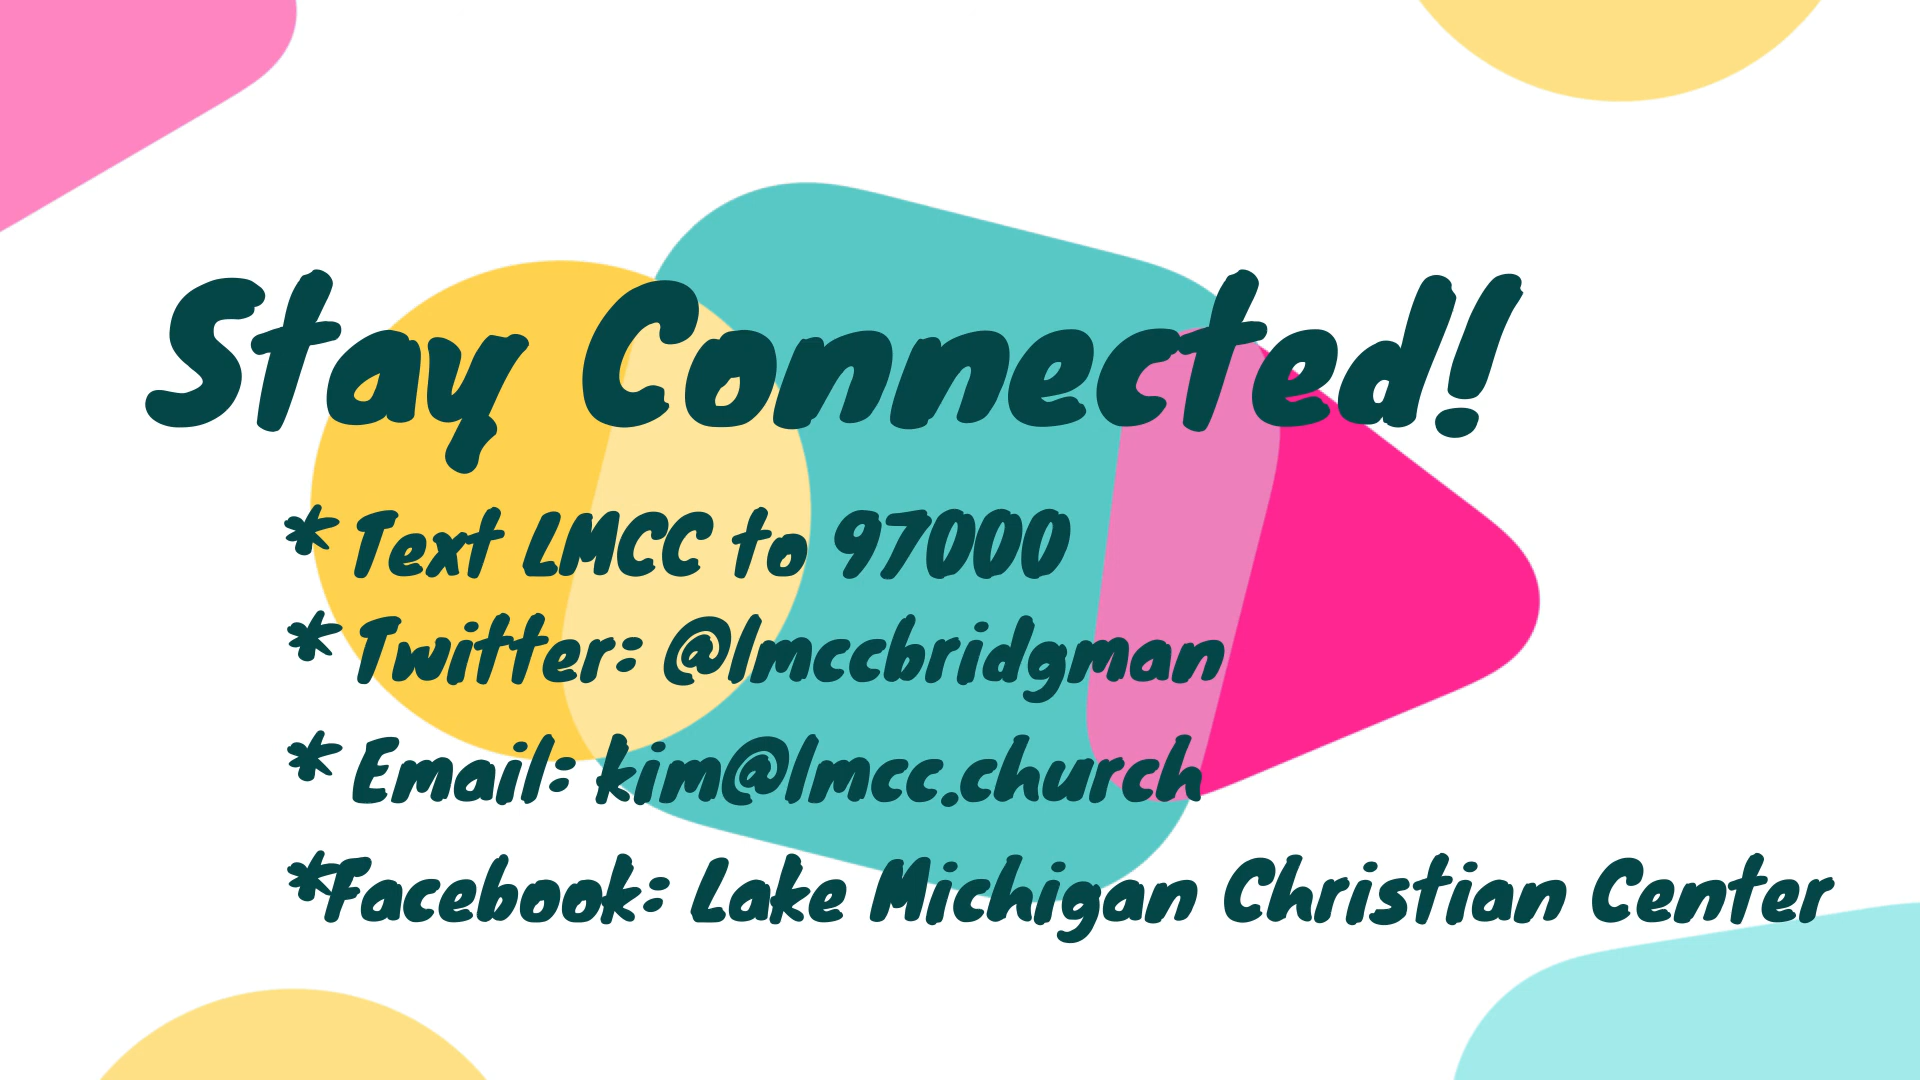 Stay Connected!
* Text LMCC to 97000
* Twitter: @lmccbridgman
* Email: kim@lmcc.church
*Facebook: Lake Michigan Christian Center